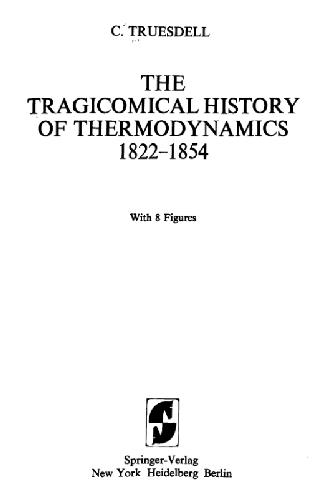 C. TRUESDELL
THE
TRAGICOMICAL HISTORY
OF THERMODYNAMICS
1822–1854
With 8 Figures
Springer-Verlag
New York Heidelberg Berlin